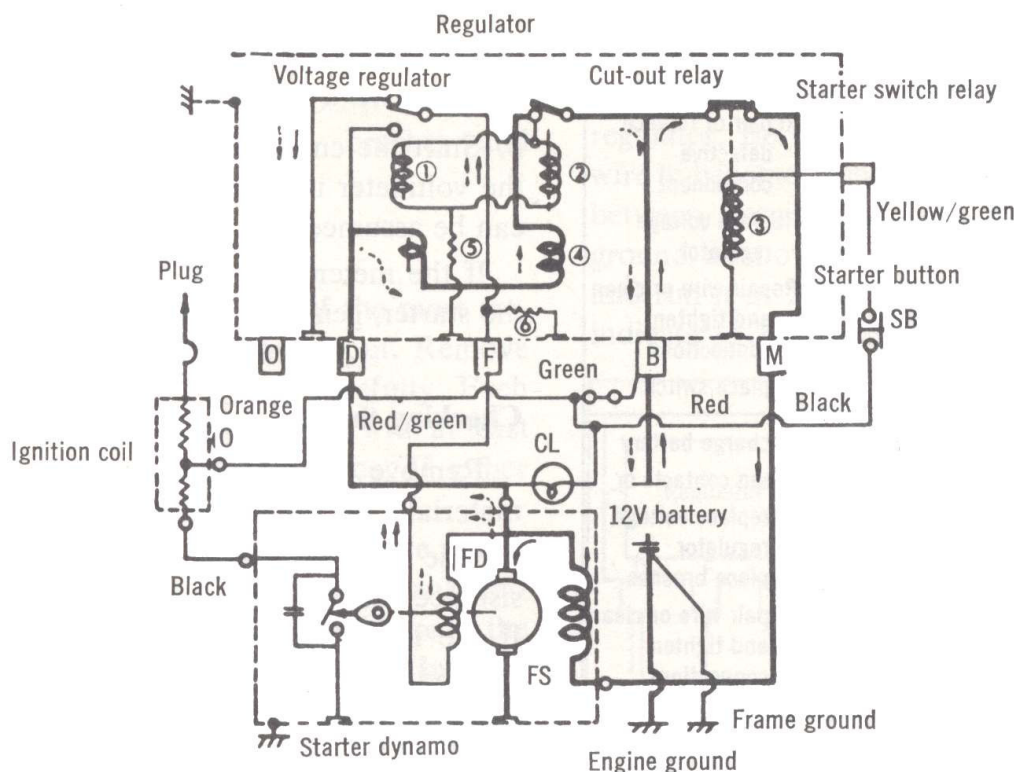 Regulator
Voltage regulator
Cut-out relay
Starter switch relay
①
②
③
④
⑤
⑥
Yellow/green
Starter button
SB
Plug
O
D
F
B
M
Green
Orange
O
Red/green
Red
Black
Ignition coil
CL
12V battery
Black
FD
FS
Frame ground
Starter dynamo
Engine ground